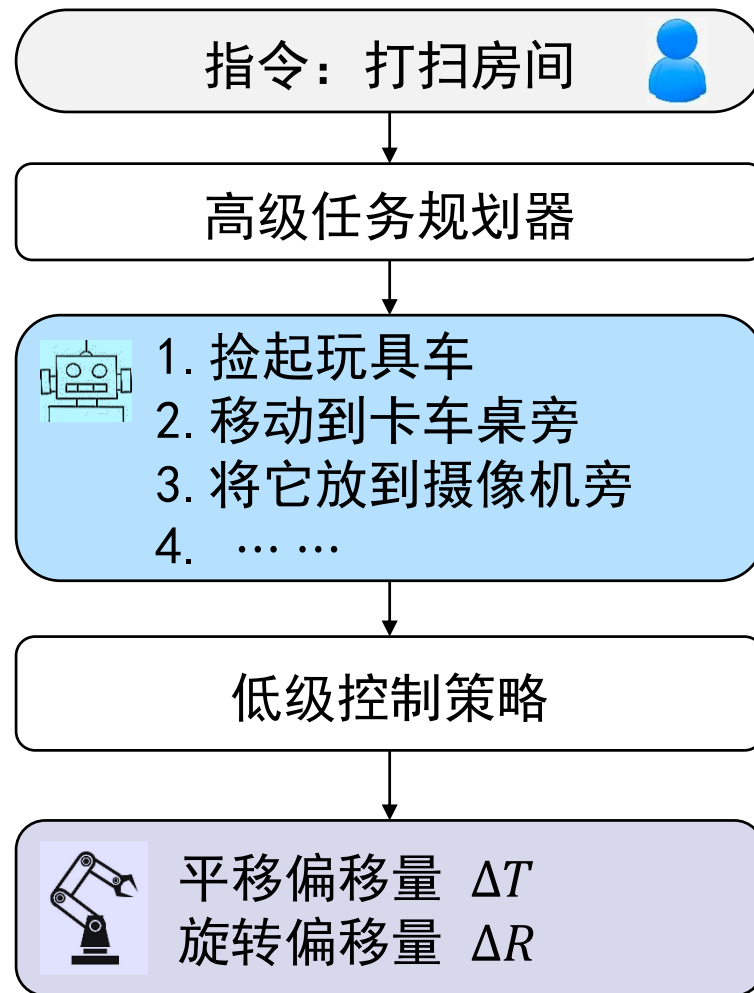 指令：打扫房间
高级任务规划器
1. 捡起玩具车
2. 移动到卡车桌旁
3. 将它放到摄像机旁
4. ……
低级控制策略
平移偏移量 ΔT
旋转偏移量 ΔR